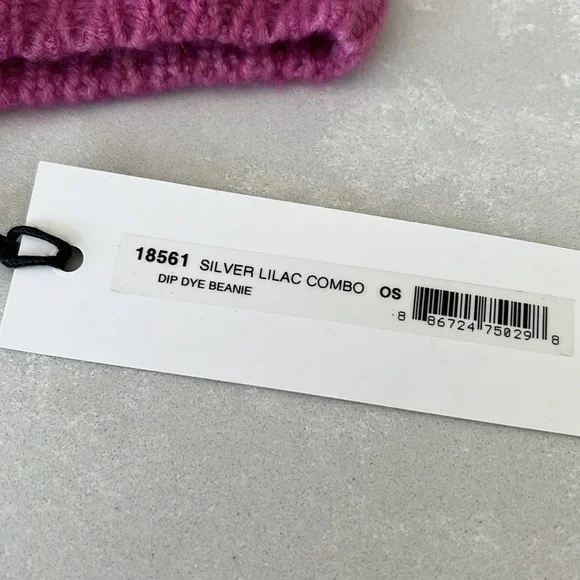 18561 SILVER LILAC COMBO OS
DIP DYE BEANIE
8 86724 75029 8